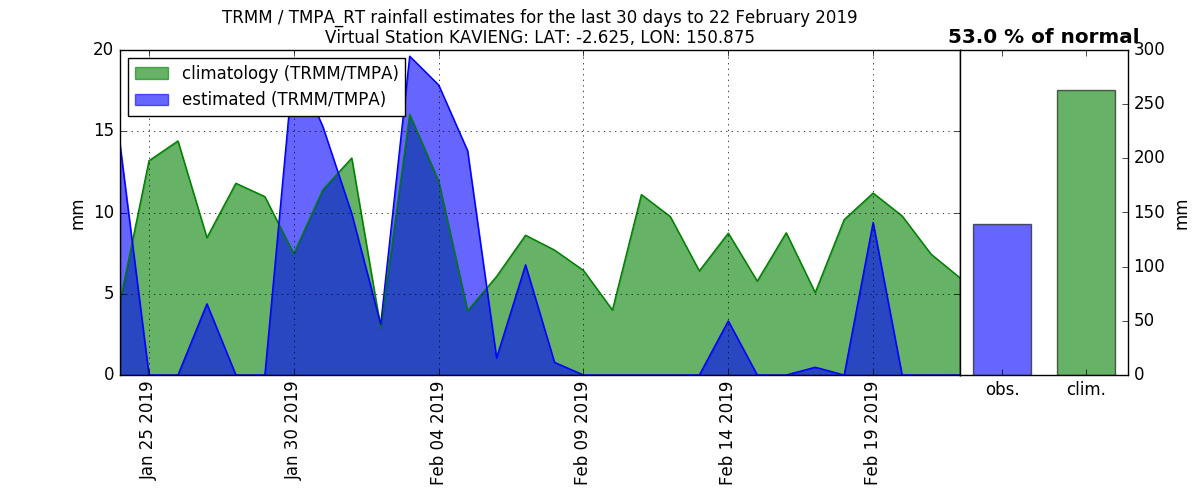 TRMM / TMPA_RT rainfall estimates for the last 30 days to 22 February 2019
Virtual Station KAVIENG: LAT: -2.625, LON: 150.875
53.0 % of normal
climatology (TRMM/TMPA)
estimated (TRMM/TMPA)
20
15
10
5
0
mm
Jan 25 2019
Jan 30 2019
Feb 04 2019
Feb 09 2019
Feb 14 2019
Feb 19 2019
obs.
clim.
300
250
200
150
100
50
0
mm